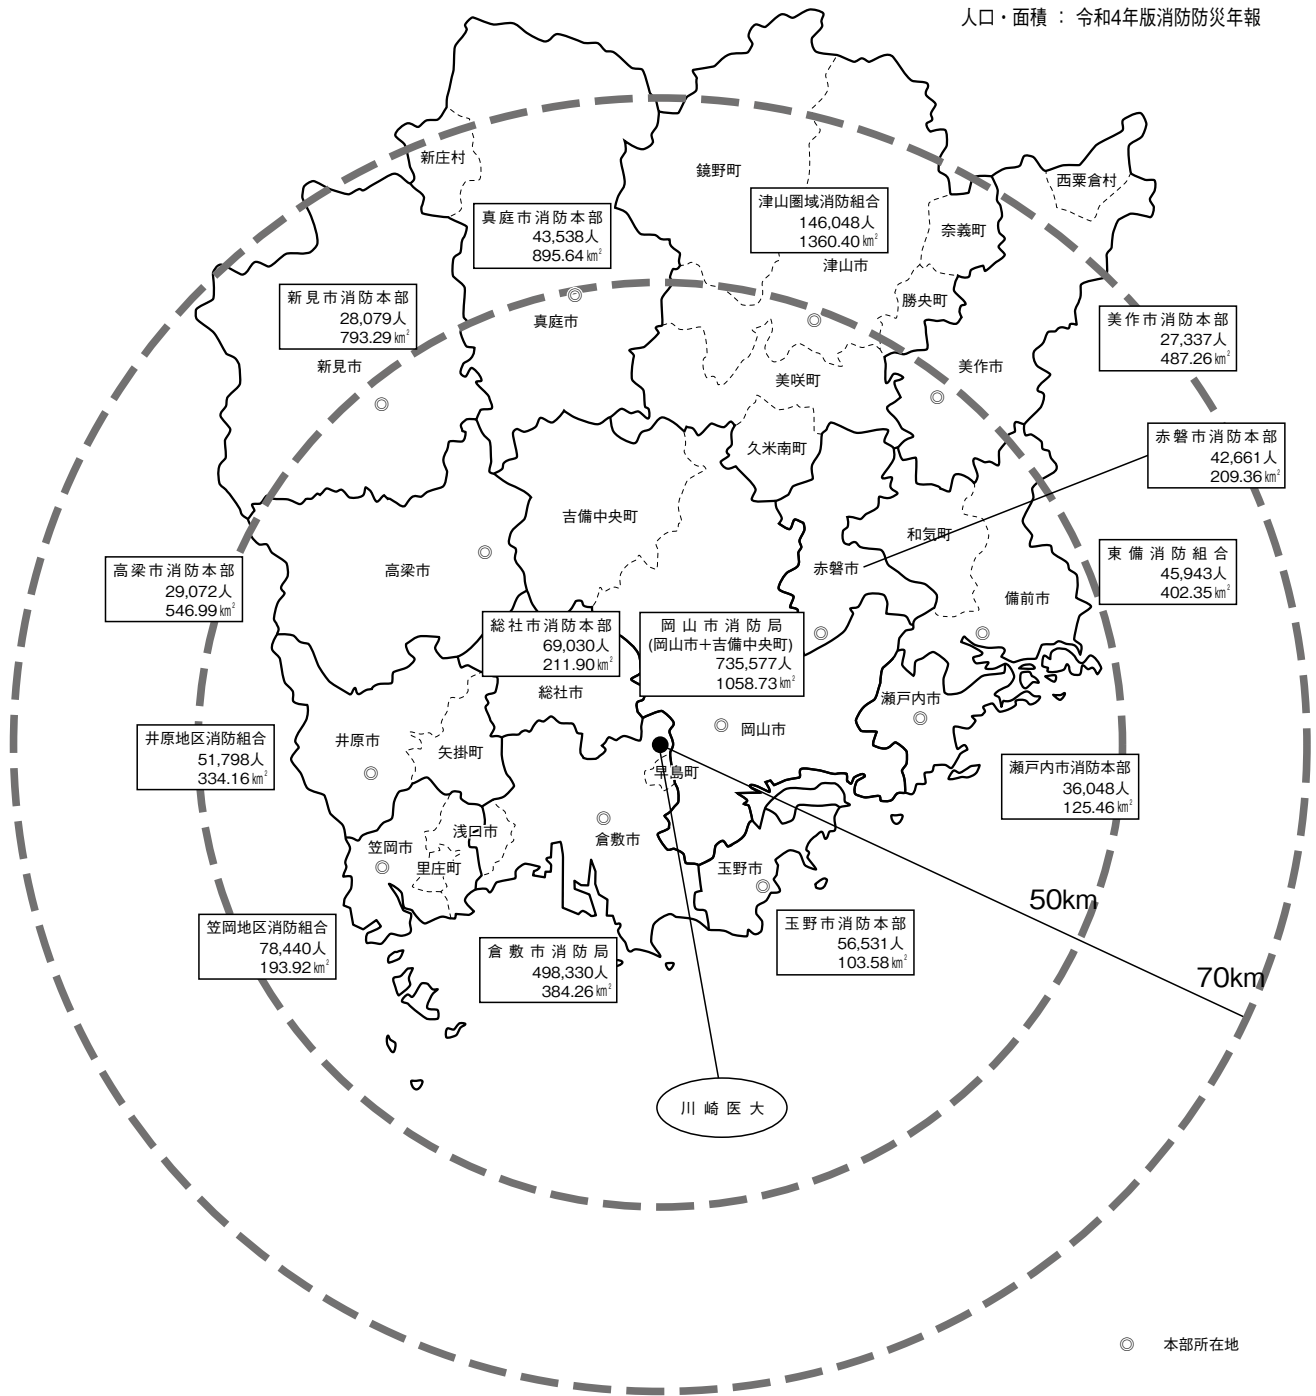 人口・面積 : 令和4年版消防防災年報
新庄村
鏡野町
西粟倉村
津山圏域消防組合
146,048人
1360.40㎢
真庭市消防本部
43,538人
895.64㎢
奈義町
津山市
新見市消防本部
28,079人
793.29㎢
勝央町
真庭市
美作市消防本部
27,337人
487.26㎢
新見市
美作市
美咲町
赤磐市消防本部
42,661人
209.36㎢
久米南町
吉備中央町
和気町
高梁市
赤磐市
東備消防組合
45,943人
402.35㎢
高梁市消防本部
29,072人
546.99㎢
備前市
総社市消防本部
69,030人
211.90㎢
岡山市消防局
(岡山市+吉備中央町)
735,577人
1058.73㎢
総社市
瀬戸内市
岡山市
井原地区消防組合
51,798人
334.16㎢
井原市
矢掛町
早島町
瀬戸内市消防本部
36,048人
125.46㎢
浅口市
倉敷市
笠岡市
里庄町
玉野市
50km
笠岡地区消防組合
78,440人
193.92㎢
玉野市消防本部
56,531人
103.58㎢
倉敷市消防局
498,330人
384.26㎢
70km
川崎医大
◎ 本部所在地